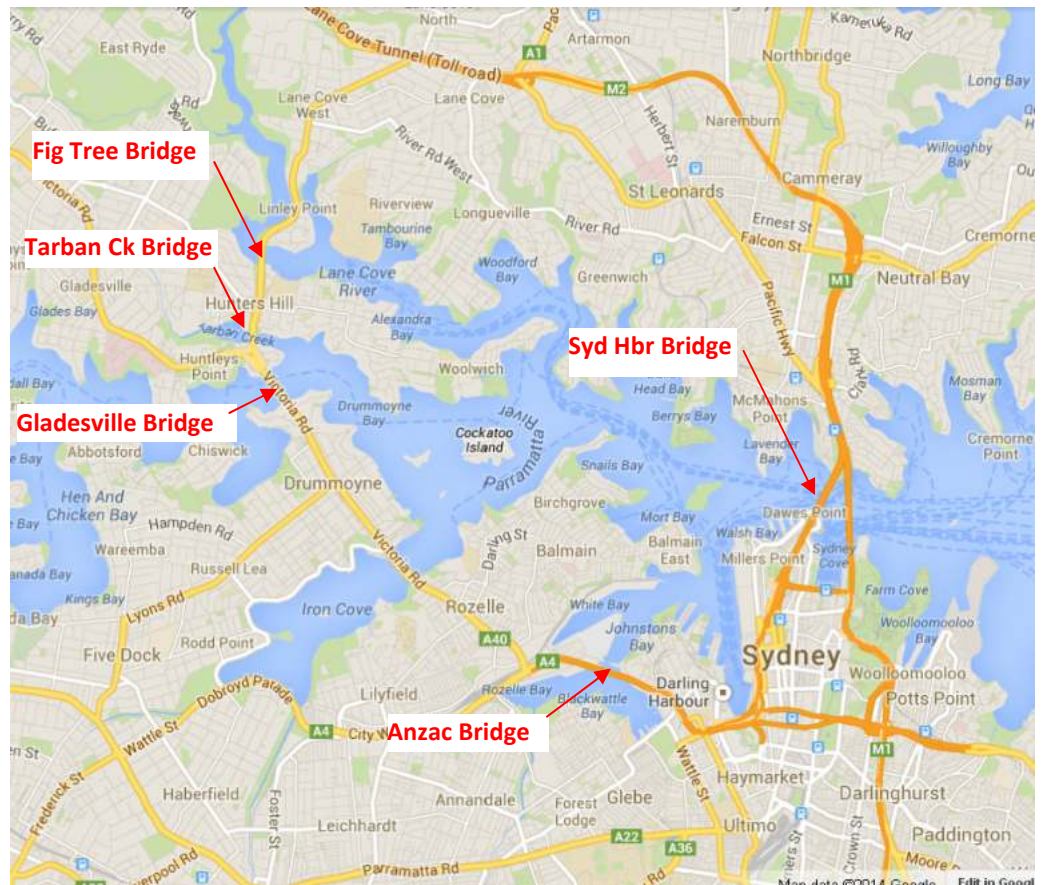 Lane Cove
North
Kameruka Rd
East Ryde
Artarmon
Northbridge
Lane Cove Tunnel (Toll road)
A1
Long Bay
M2
Lane Cove
West
Lane Cove
Naremburn
Herbert St
Willoughby
Bay
River Rd West
Fig Tree Bridge
Victoria Rd
St Leonards
Cammeray
Linley Point
Riverview
Longueville
Tambourine
Bay
River Rd
Ernest St
Falcon St
Cremorne
Tarban Ck Bridge
Woodford
Bay
Lane Cove
River
Greenwich
M1
Neutral Bay
Gladesville
Hunters Hill
Pacific Hwy
Glades Bay
Alexandra
Bay
Tarban Creek
Syd Hbr Bridge
Clark Rd
Huntleys
Point
Woolwich
Head Bay
Mosman
Bay
Victoria Rd
Drummoyne
Bay
Berrys Bay
McMahons
Point
Gladesville Bridge
Cockatoo
Island
Parramatta River
Lavender
Bay
Cremorne
Point
Abbotsford
Chiswick
Snails Bay
Drummoyne
Hen And
Chicken Bay
Birchgrove
Dawes Point
Hampden Rd
Mort Bay
Walsh Bay
Darling St
Balmain
Balmain
East
Millers Point
Sydney
Cove
Wareemba
Victoria Rd
Russell Lea
Kings Bay
Farm Cove
Lyons Rd
Iron Cove
Rozelle
White Bay
Woolloomooloo
Bay
Rodd Point
Johnstons
Bay
Five Dock
A40
A4
Sydney
Woolloomooloo
Dobroyd Parade
Lilyfield
Rozelle Bay
Blackwattle
Bay
Darling
Harbour
Potts Point
Wattle St
A4
City W
Anzac Bridge
M1
Wattle St
Haymarket
Frederick St
Haberfield
Foster St
Annandale
Forest
Lodge
Glebe
Darlinghurst
Leichhardt
Ultimo
A22
A36
Crown St
Paddington
Parramatta Rd
Moore
Map data ©2014 Google
Edit in Googl